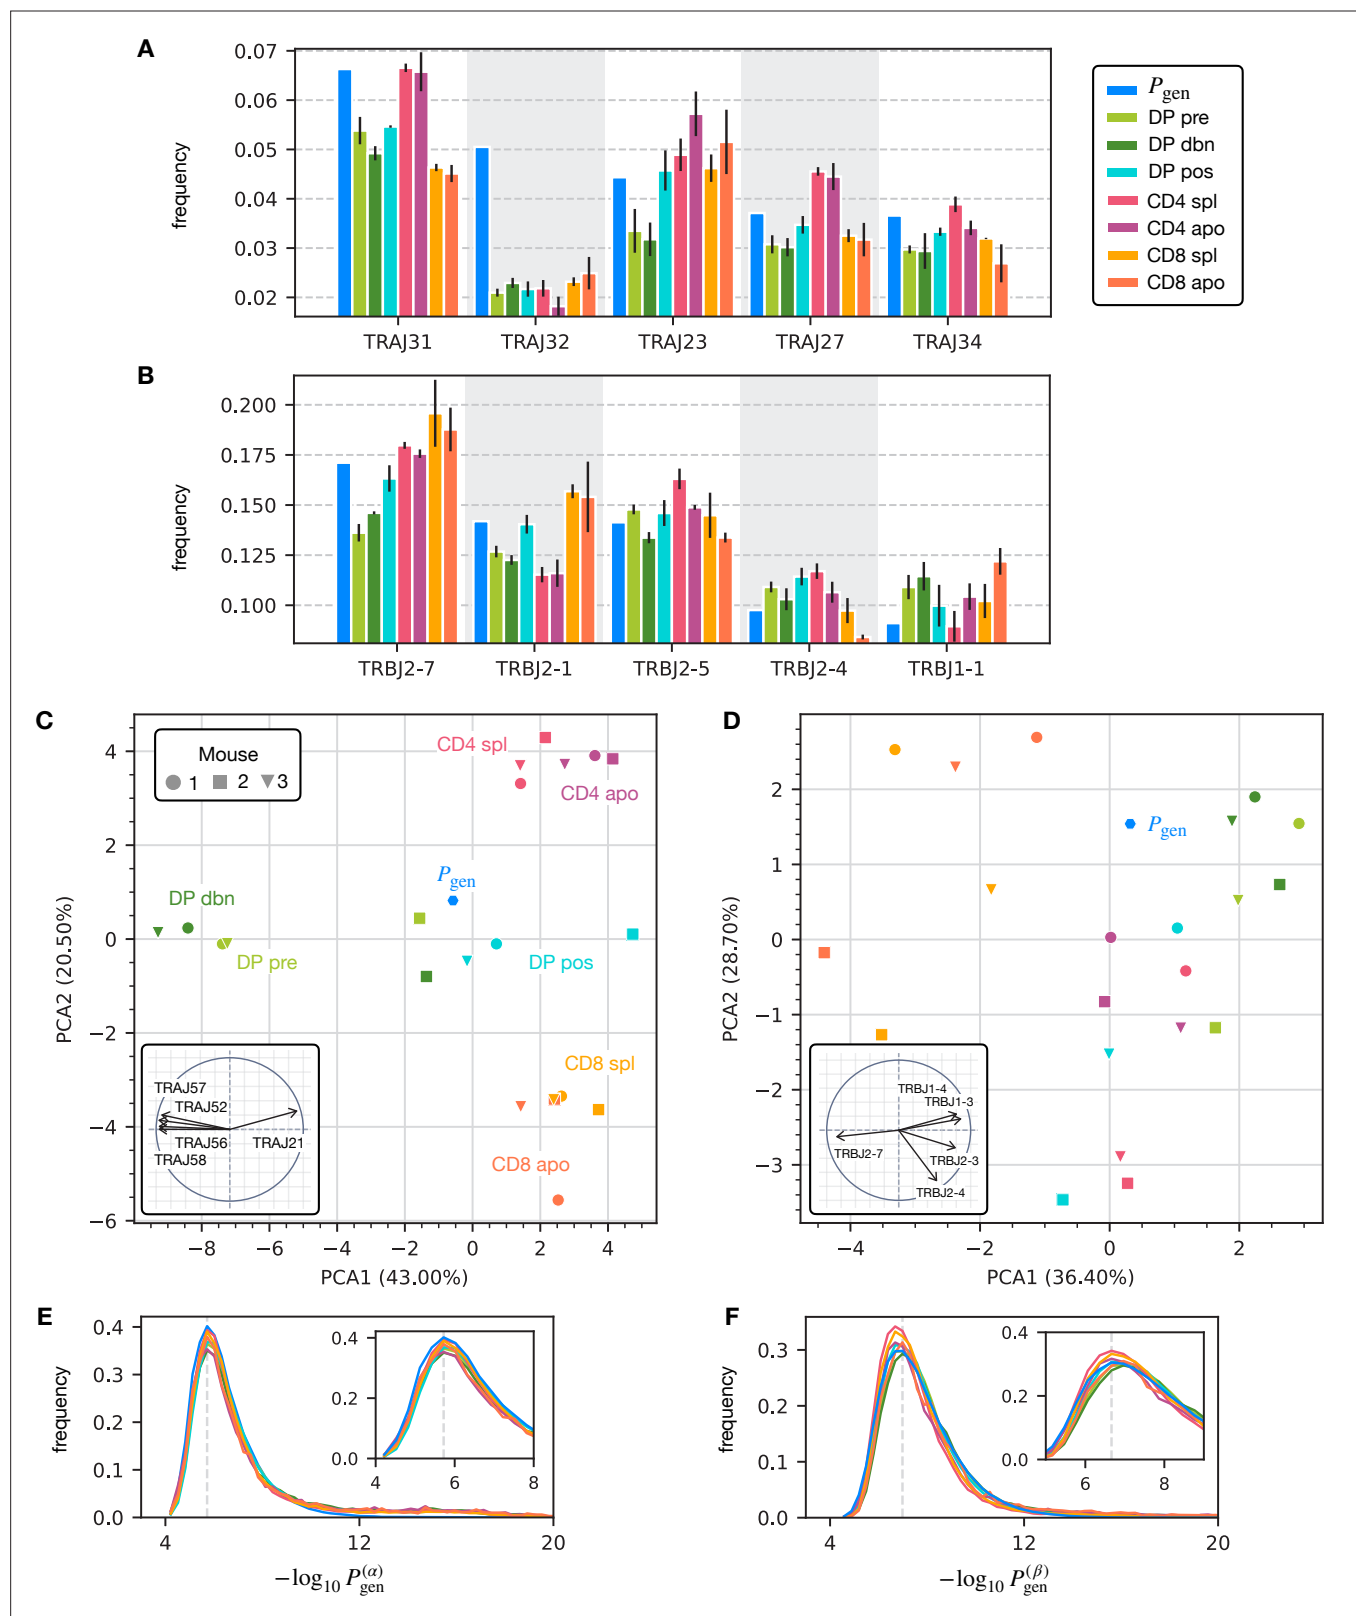 A
0.07
0.06
0.05
0.04
0.03
0.02
frequency
TRAJ31 TRAJ32 TRAJ23 TRAJ27 TRAJ34
P_gen
DP pre
DP dbn
DP pos
CD4 spl
CD4 apo
CD8 spl
CD8 apo
B
0.200
0.175
0.150
0.125
0.100
frequency
TRBJ2-7 TRBJ2-1 TRBJ2-5 TRBJ2-4 TRBJ1-1
C
Mouse
1 2 3
CD4 spl
CD4 apo
P_gen
DP dbn
DP pre
DP pos
CD8 spl
CD8 apo
TRAJ57
TRAJ52
TRAJ56
TRAJ21
TRAJ58
4
2
0
−2
−4
−6
PCA2 (20.50%)
−8 −6 −4 −2 0 2 4
PCA1 (43.00%)
D
P_gen
TRBJ1-4
TRBJ1-3
TRBJ2-7
TRBJ2-3
TRBJ2-4
2
1
0
−1
−2
−3
PCA2 (28.70%)
−4 −2 0 2
PCA1 (36.40%)
E
0.4
0.3
0.2
0.1
0.0
frequency
4 12 20
0.4
0.2
0.0
4 6 8
−log₁₀ P_gen^(α)
F
0.3
0.2
0.1
0.0
frequency
4 12 20
0.4
0.2
0.0
6 8
−log₁₀ P_gen^(β)